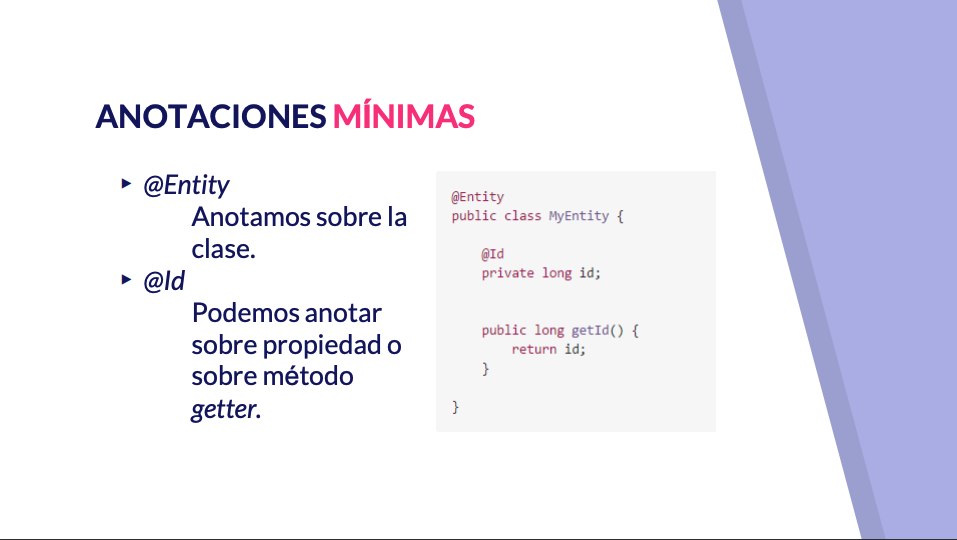 ANOTACIONES MÍNIMAS
▸ @Entity
Anotamos sobre la
clase.
▸ @Id
Podemos anotar
sobre propiedad o
sobre método
getter.
@Entity
public class MyEntity {
    @Id
    private long id;
    public long getId() {
        return id;
    }
}